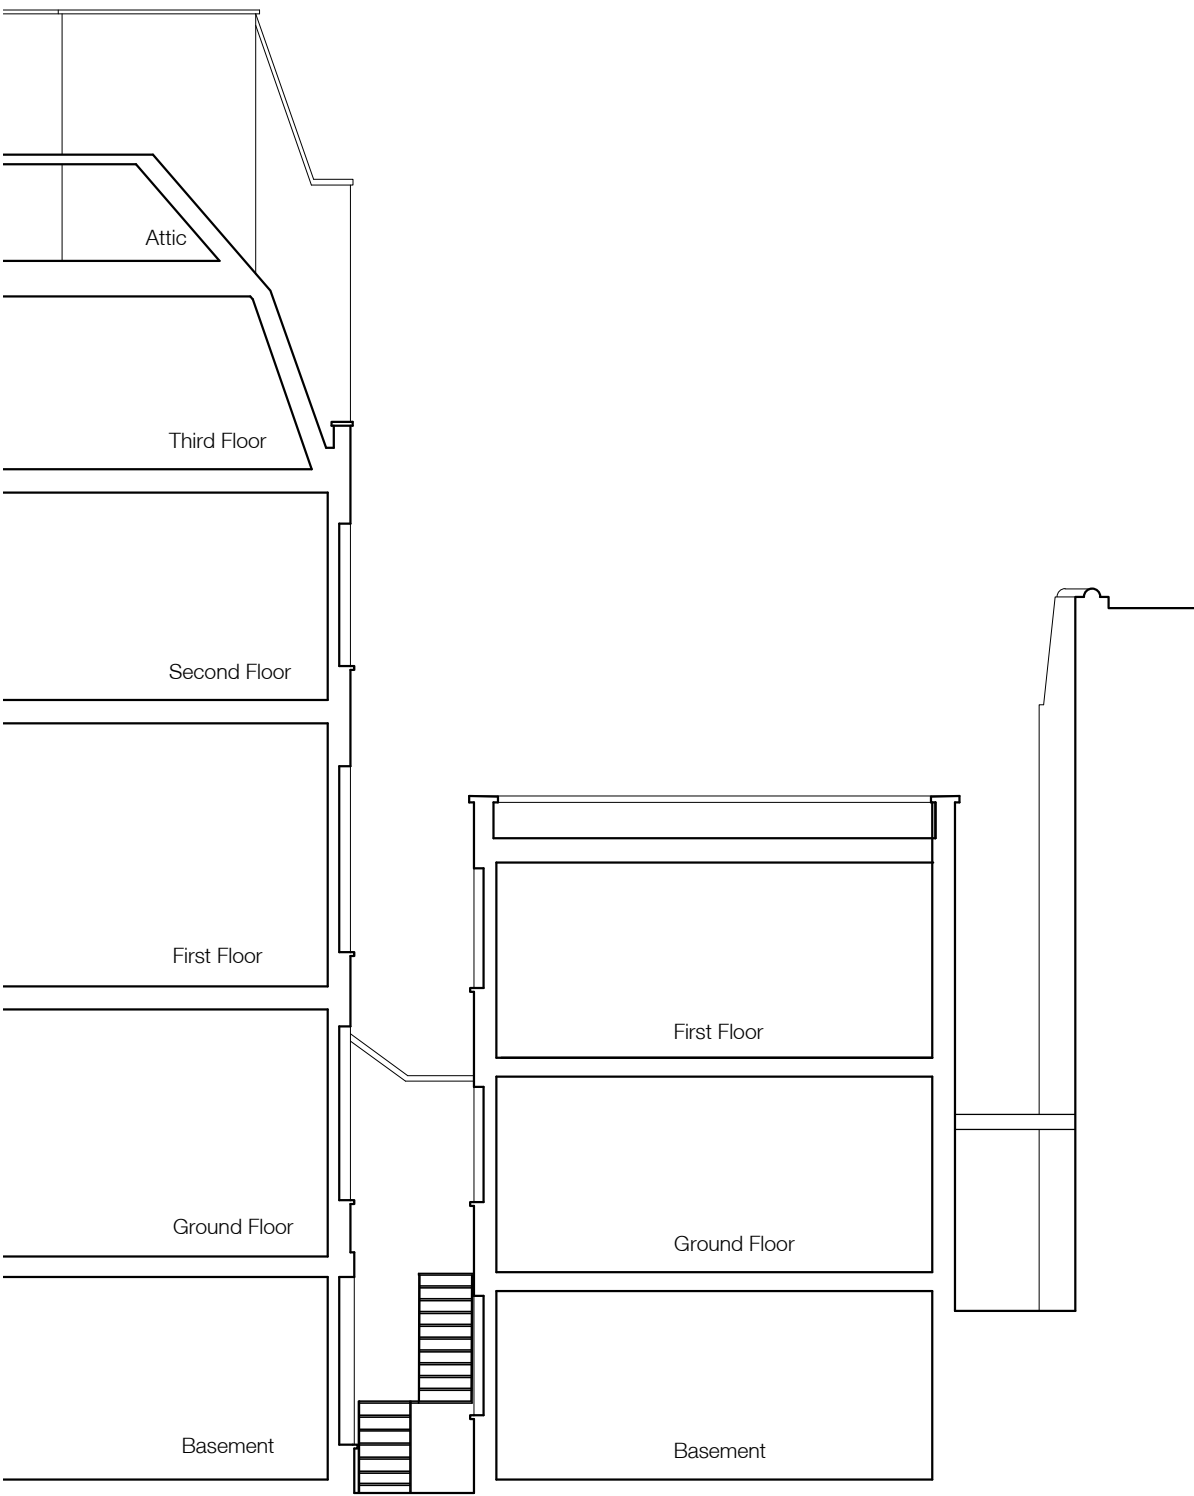 Attic
Third Floor
Second Floor
First Floor
First Floor
Ground Floor
Ground Floor
Basement
Basement